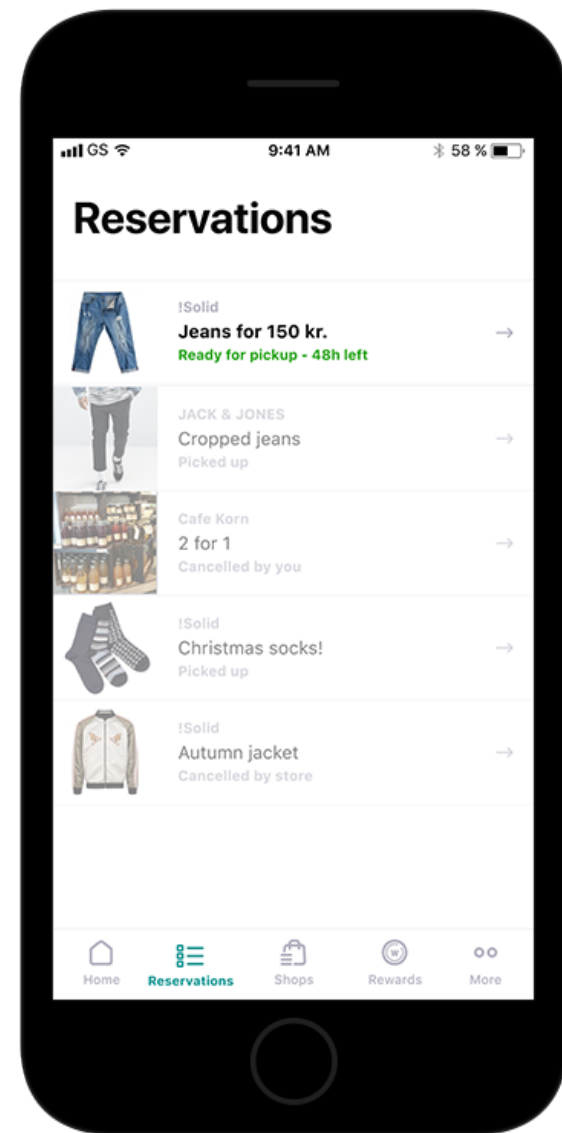 GS 9:41 AM 58 %
Reservations
!Solid
Jeans for 150 kr.
Ready for pickup - 48h left
JACK & JONES
Cropped jeans
Picked up
Cafe Korn
2 for 1
Cancelled by you
!Solid
Christmas socks!
Picked up
!Solid
Autumn jacket
Cancelled by store
Home Reservations Shops Rewards More